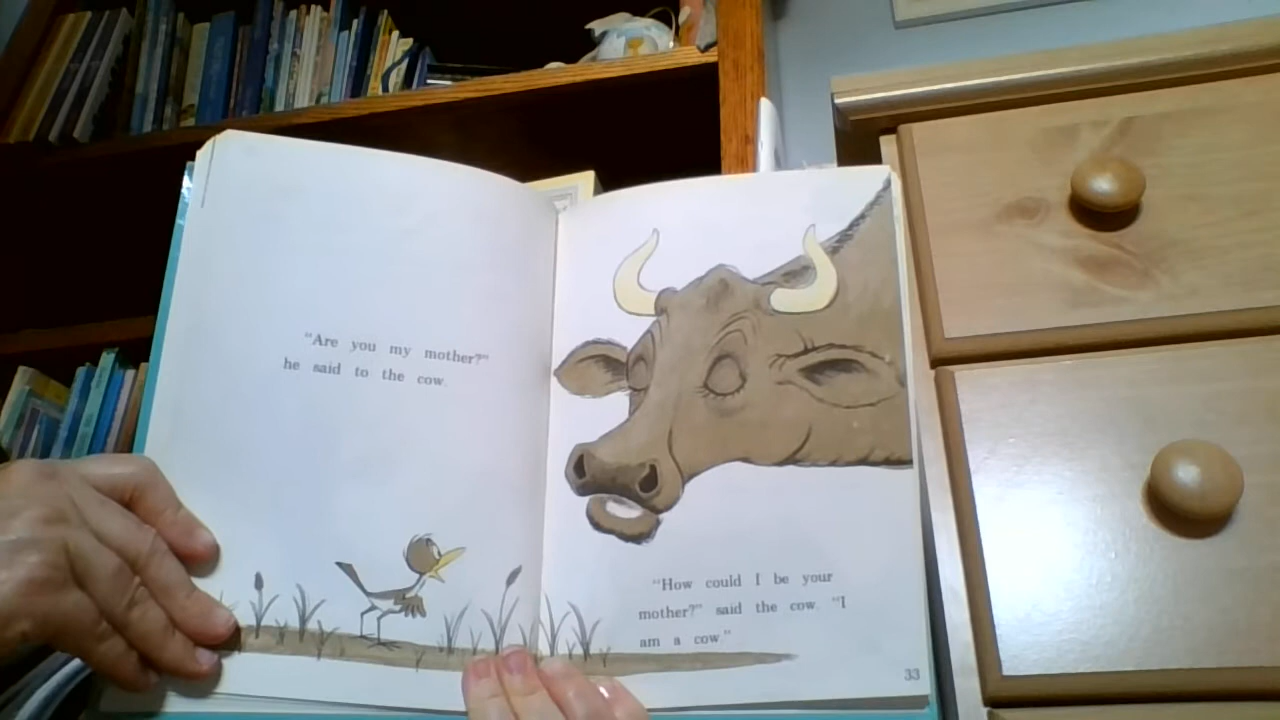 "Are you my mother?"
he said to the cow.
"How could I be your
mother?" said the cow. "I
am a cow."
33